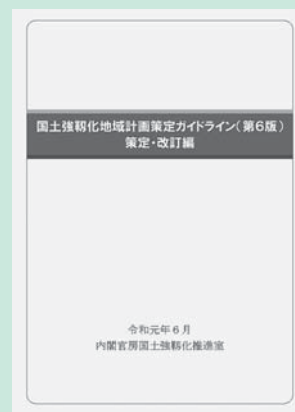 国土強靱化地域計画策定ガイドライン（第６版）
策定・改訂編
令和元年６月
内閣官房国土強靱化推進室